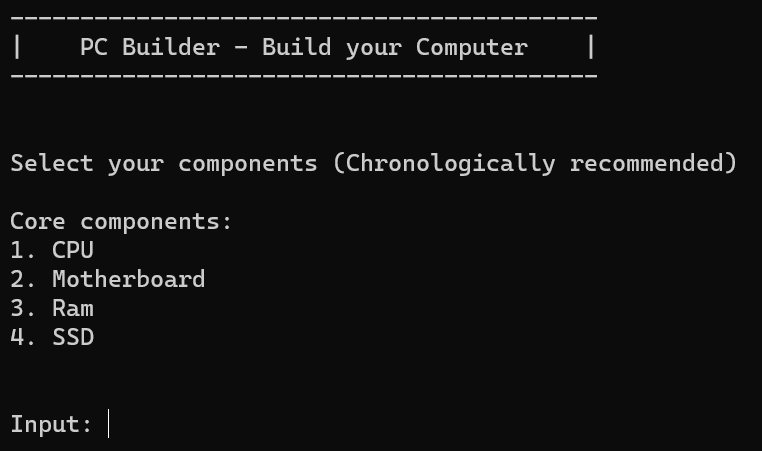 ------------------------------------------
|    PC Builder - Build your Computer    |
------------------------------------------
Select your components (Chronologically recommended)
Core components:
1. CPU
2. Motherboard
3. Ram
4. SSD
Input: